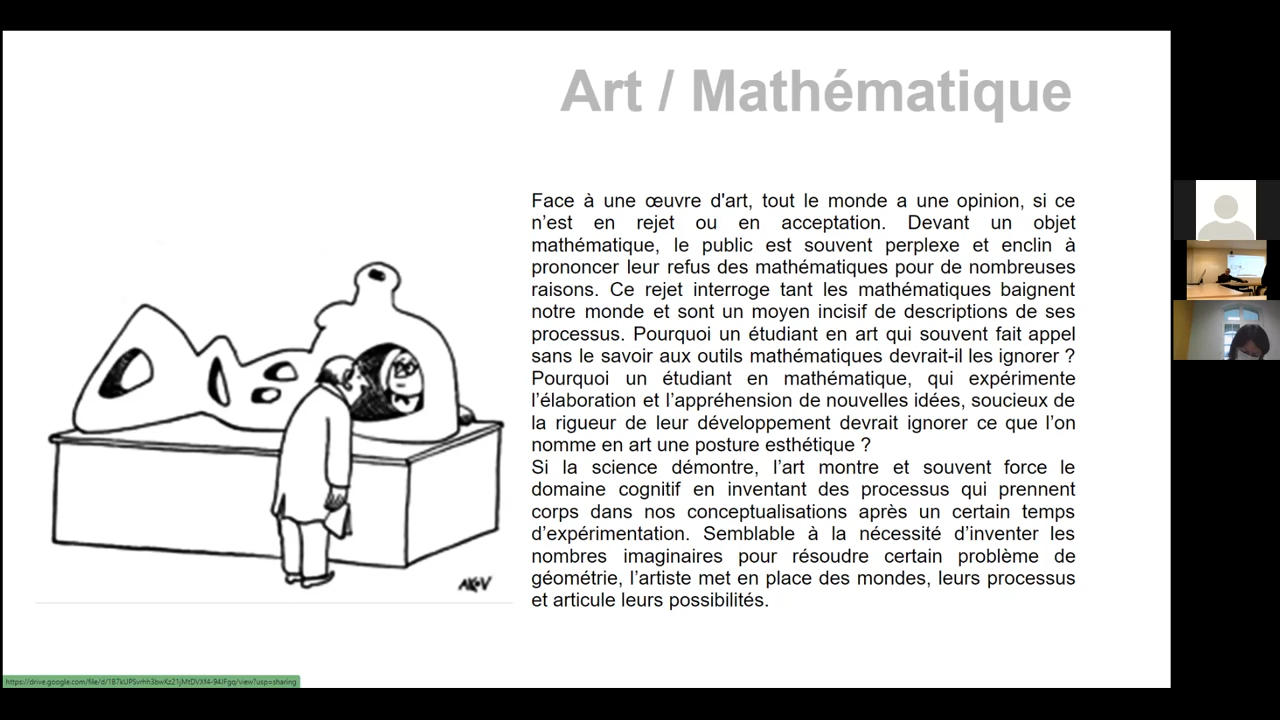 Art / Mathématique
Face à une œuvre d'art, tout le monde a une opinion, si ce
n’est en rejet ou en acceptation. Devant un objet
mathématique, le public est souvent perplexe et enclin à
prononcer leur refus des mathématiques pour de nombreuses
raisons. Ce rejet interroge tant les mathématiques baignent
notre monde et sont un moyen incisif de descriptions de ses
processus. Pourquoi un étudiant en art qui souvent fait appel
sans le savoir aux outils mathématiques devrait-il les ignorer ?
Pourquoi un étudiant en mathématique, qui expérimente
l’élaboration et l’appréhension de nouvelles idées, soucieux de
la rigueur de leur développement devrait ignorer ce que l’on
nomme en art une posture esthétique ?
Si la science démontre, l’art montre et souvent force le
domaine cognitif en inventant des processus qui prennent
corps dans nos conceptualisations après un certain temps
d’expérimentation. Semblable à la nécessité d’inventer les
nombres imaginaires pour résoudre certain problème de
géométrie, l’artiste met en place des mondes, leurs processus
et articule leurs possibilités.